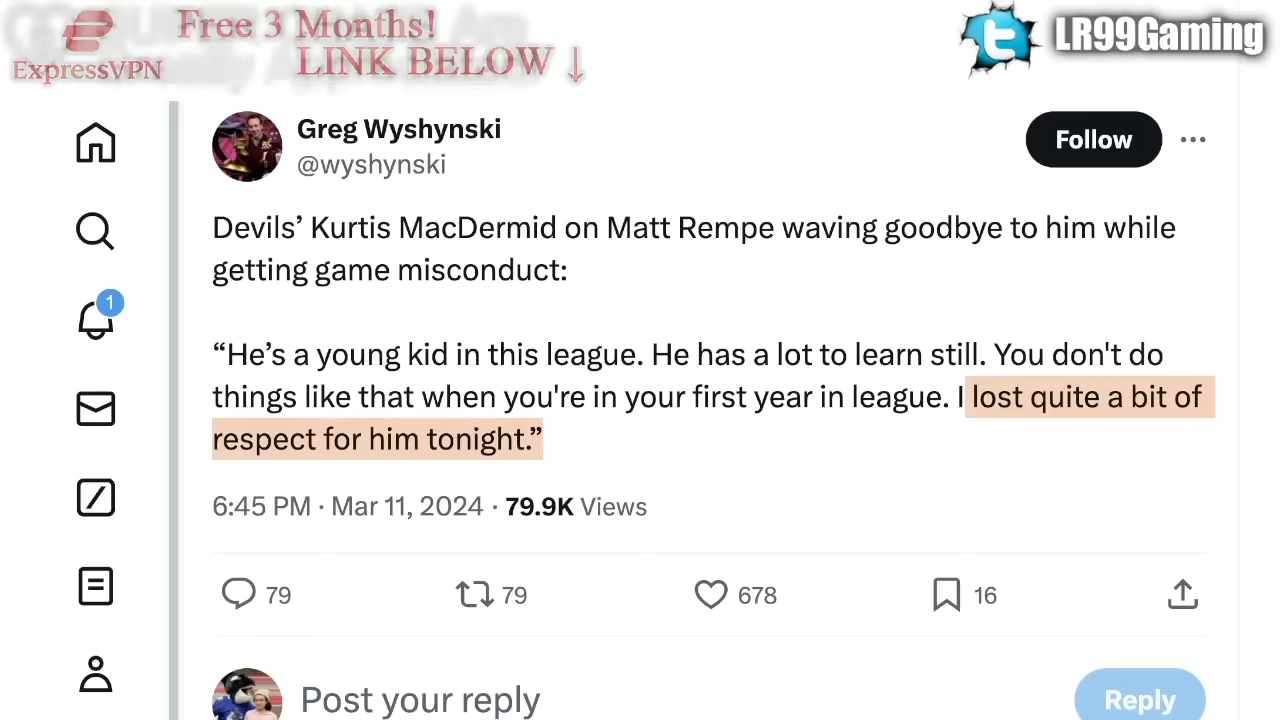 Free 3 Months!
LINK BELOW ↓
ExpressVPN
LR99Gaming
Greg Wyshynski
@wyshynski
Follow
Devils’ Kurtis MacDermid on Matt Rempe waving goodbye to him while
getting game misconduct:
“He’s a young kid in this league. He has a lot to learn still. You don't do
things like that when you're in your first year in league. I lost quite a bit of
respect for him tonight.”
6:45 PM · Mar 11, 2024 · 79.9K Views
1
79
79
678
16
Post your reply
Reply